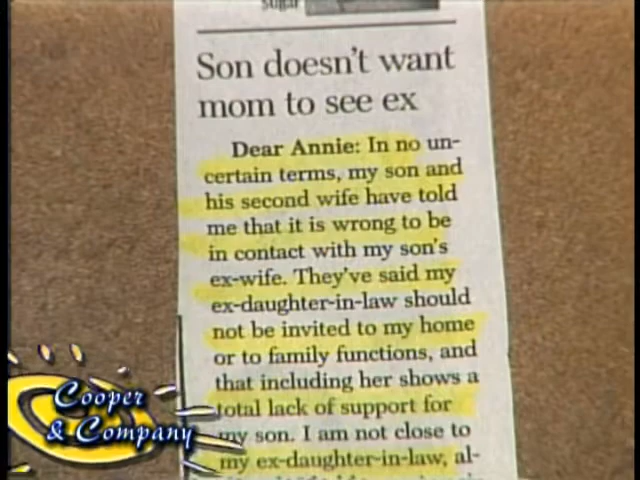 Sugar
Son doesn't want
mom to see ex
Dear Annie: In no un-
certain terms, my son and
his second wife have told
me that it is wrong to be
in contact with my son's
ex-wife. They've said my
ex-daughter-in-law should
not be invited to my home
or to family functions, and
that including her shows a
total lack of support for
my son. I am not close to
my ex-daughter-in-law, al-
Cooper
& Company